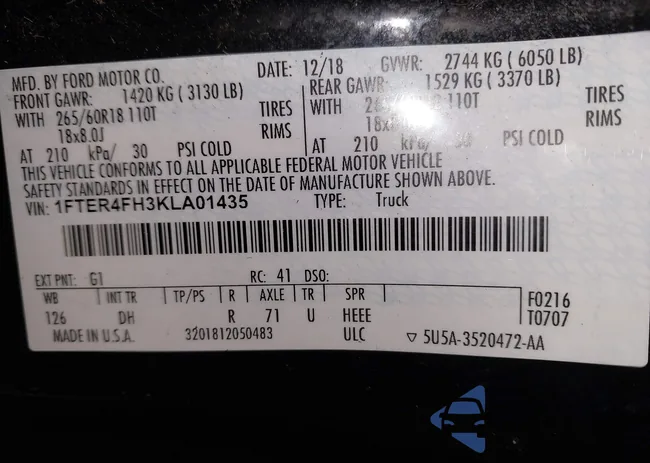 MFD. BY FORD MOTOR CO. DATE: 12/18 GVWR: 2744 KG ( 6050 LB)
FRONT GAWR: 1420 KG ( 3130 LB) REAR GAWR: 1529 KG ( 3370 LB)
WITH 265/60R18 110T TIRES WITH 110T TIRES
18x8.0J RIMS RIMS
AT 210 kPa/ 30 PSI COLD AT 210 kPa/ 30 PSI COLD
THIS VEHICLE CONFORMS TO ALL APPLICABLE FEDERAL MOTOR VEHICLE
SAFETY STANDARDS IN EFFECT ON THE DATE OF MANUFACTURE SHOWN ABOVE.
VIN: 1FTER4FH3KLA01435 TYPE: Truck
EXT PNT: G1 RC: 41 DSO:
WB INT TR TP/PS R AXLE TR SPR F0216
126 DH R 71 U HEEE T0707
MADE IN U.S.A. 3201812050483 ULC ▽ 5U5A-3520472-AA